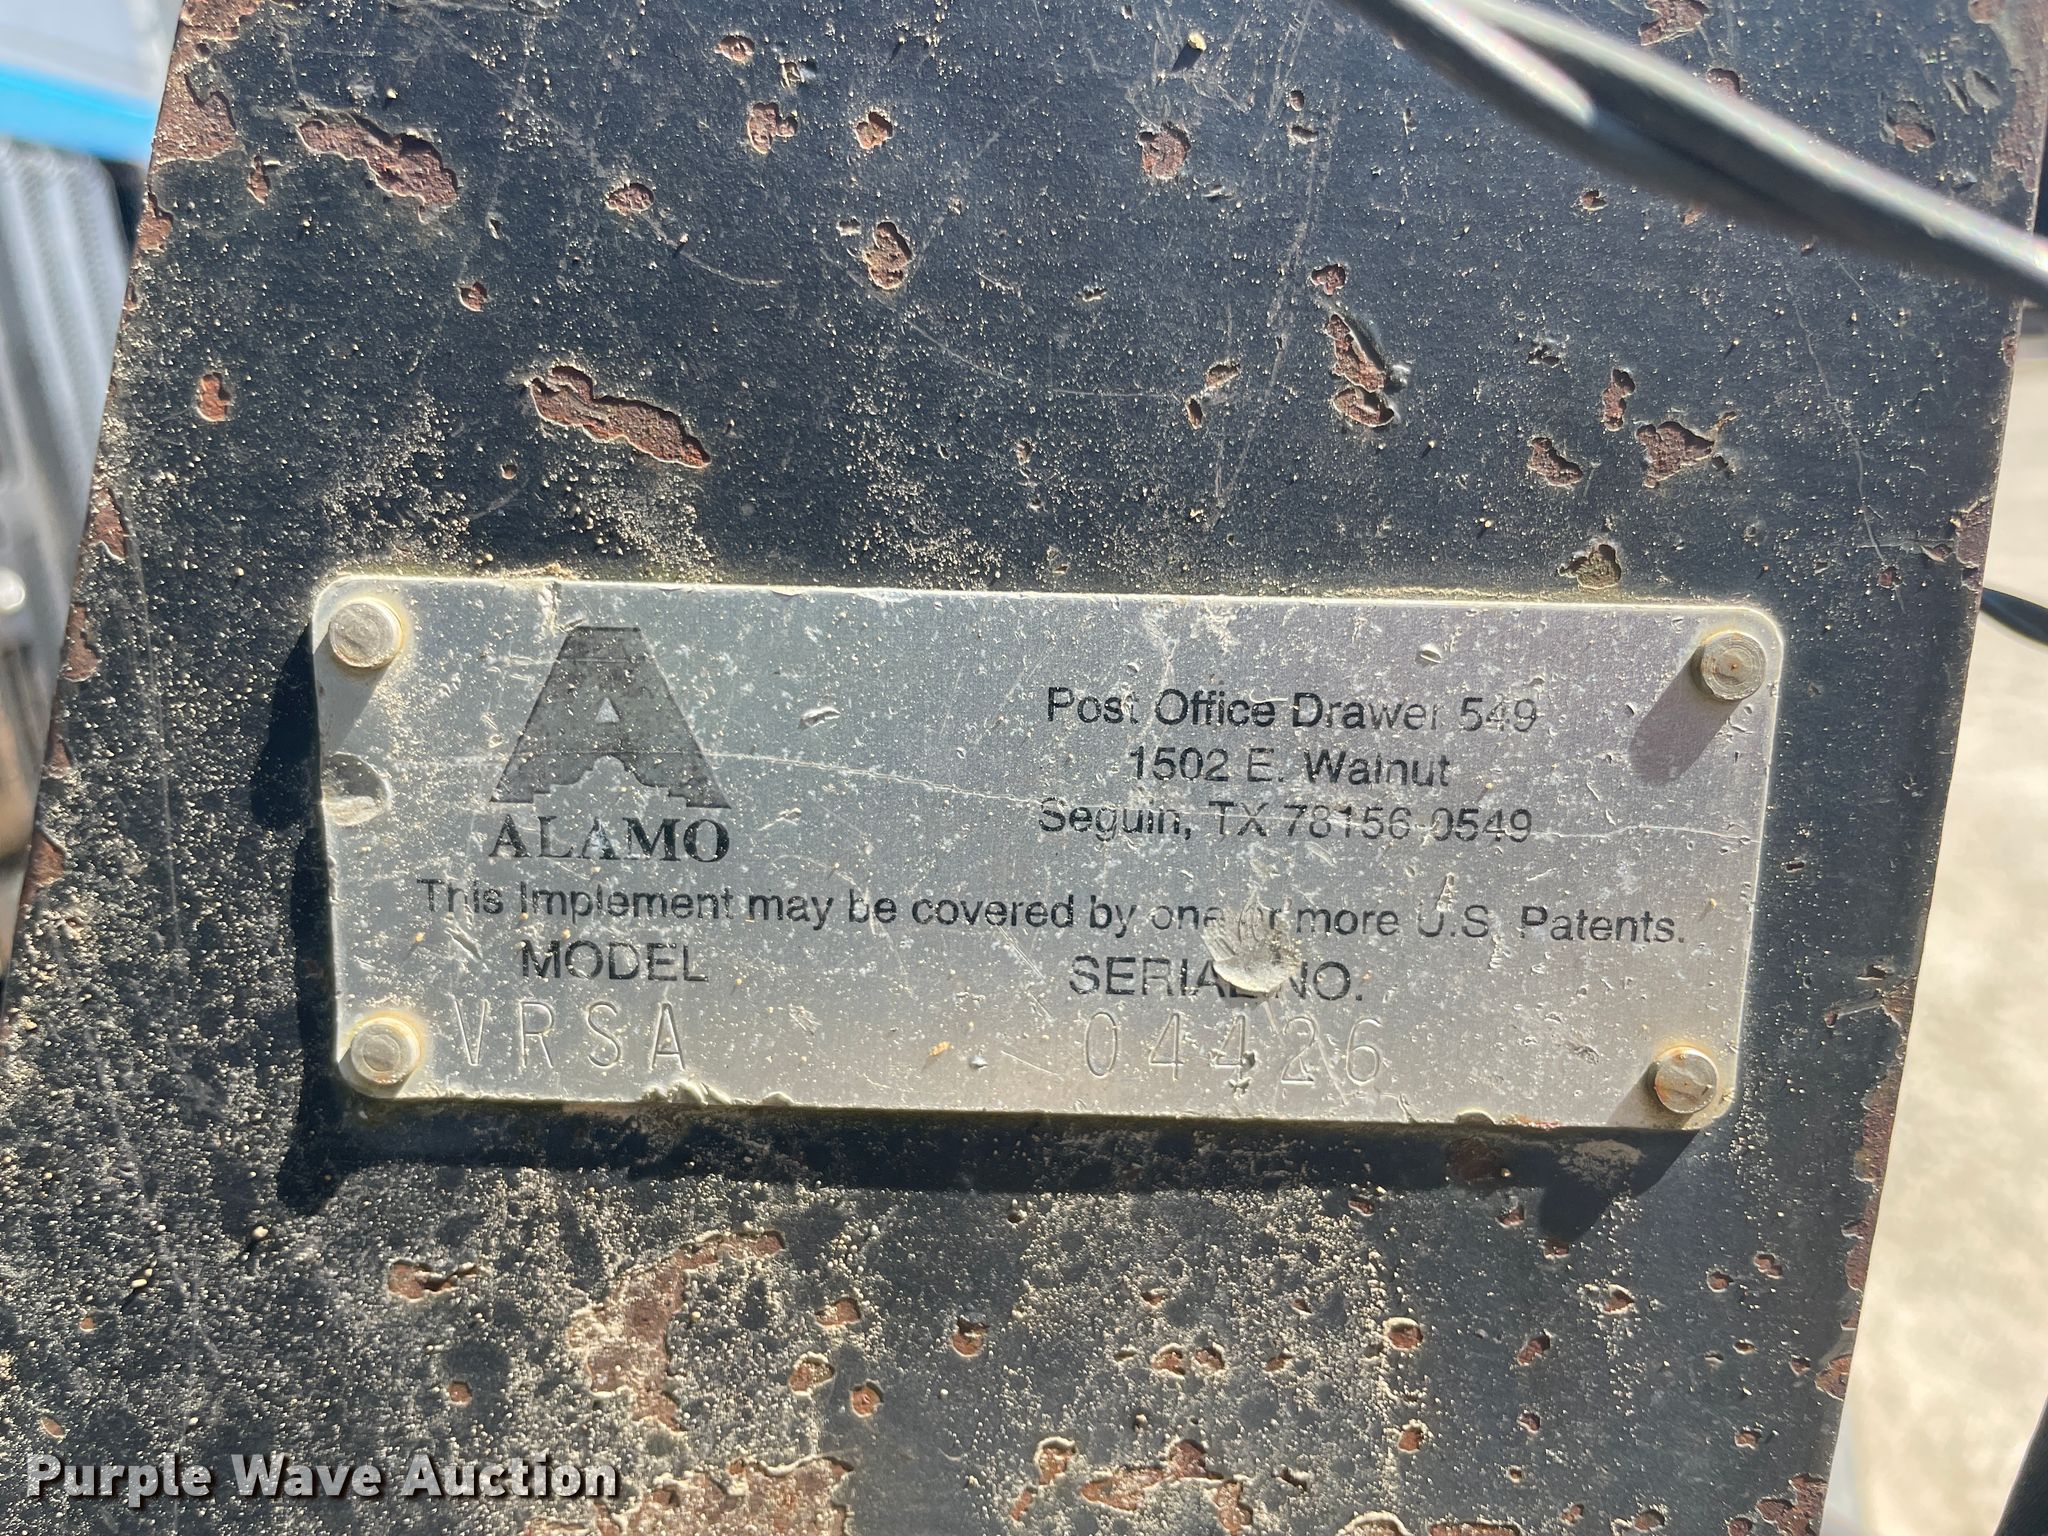 ALAMO
Post Office Drawer 549
1502 E. Walnut
Seguin, TX 78156-0549
This Implement may be covered by one or more U.S. Patents.
MODEL SERIAL NO.
VRSA 04426
Purple Wave Auction